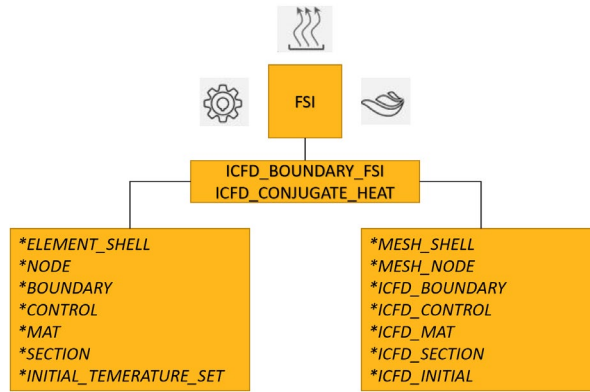 FSI
ICFD_BOUNDARY_FSI
ICFD_CONJUGATE_HEAT
*ELEMENT_SHELL
*NODE
*BOUNDARY
*CONTROL
*MAT
*SECTION
*INITIAL_TEMERATURE_SET
*MESH_SHELL
*MESH_NODE
*ICFD_BOUNDARY
*ICFD_CONTROL
*ICFD_MAT
*ICFD_SECTION
*ICFD_INITIAL